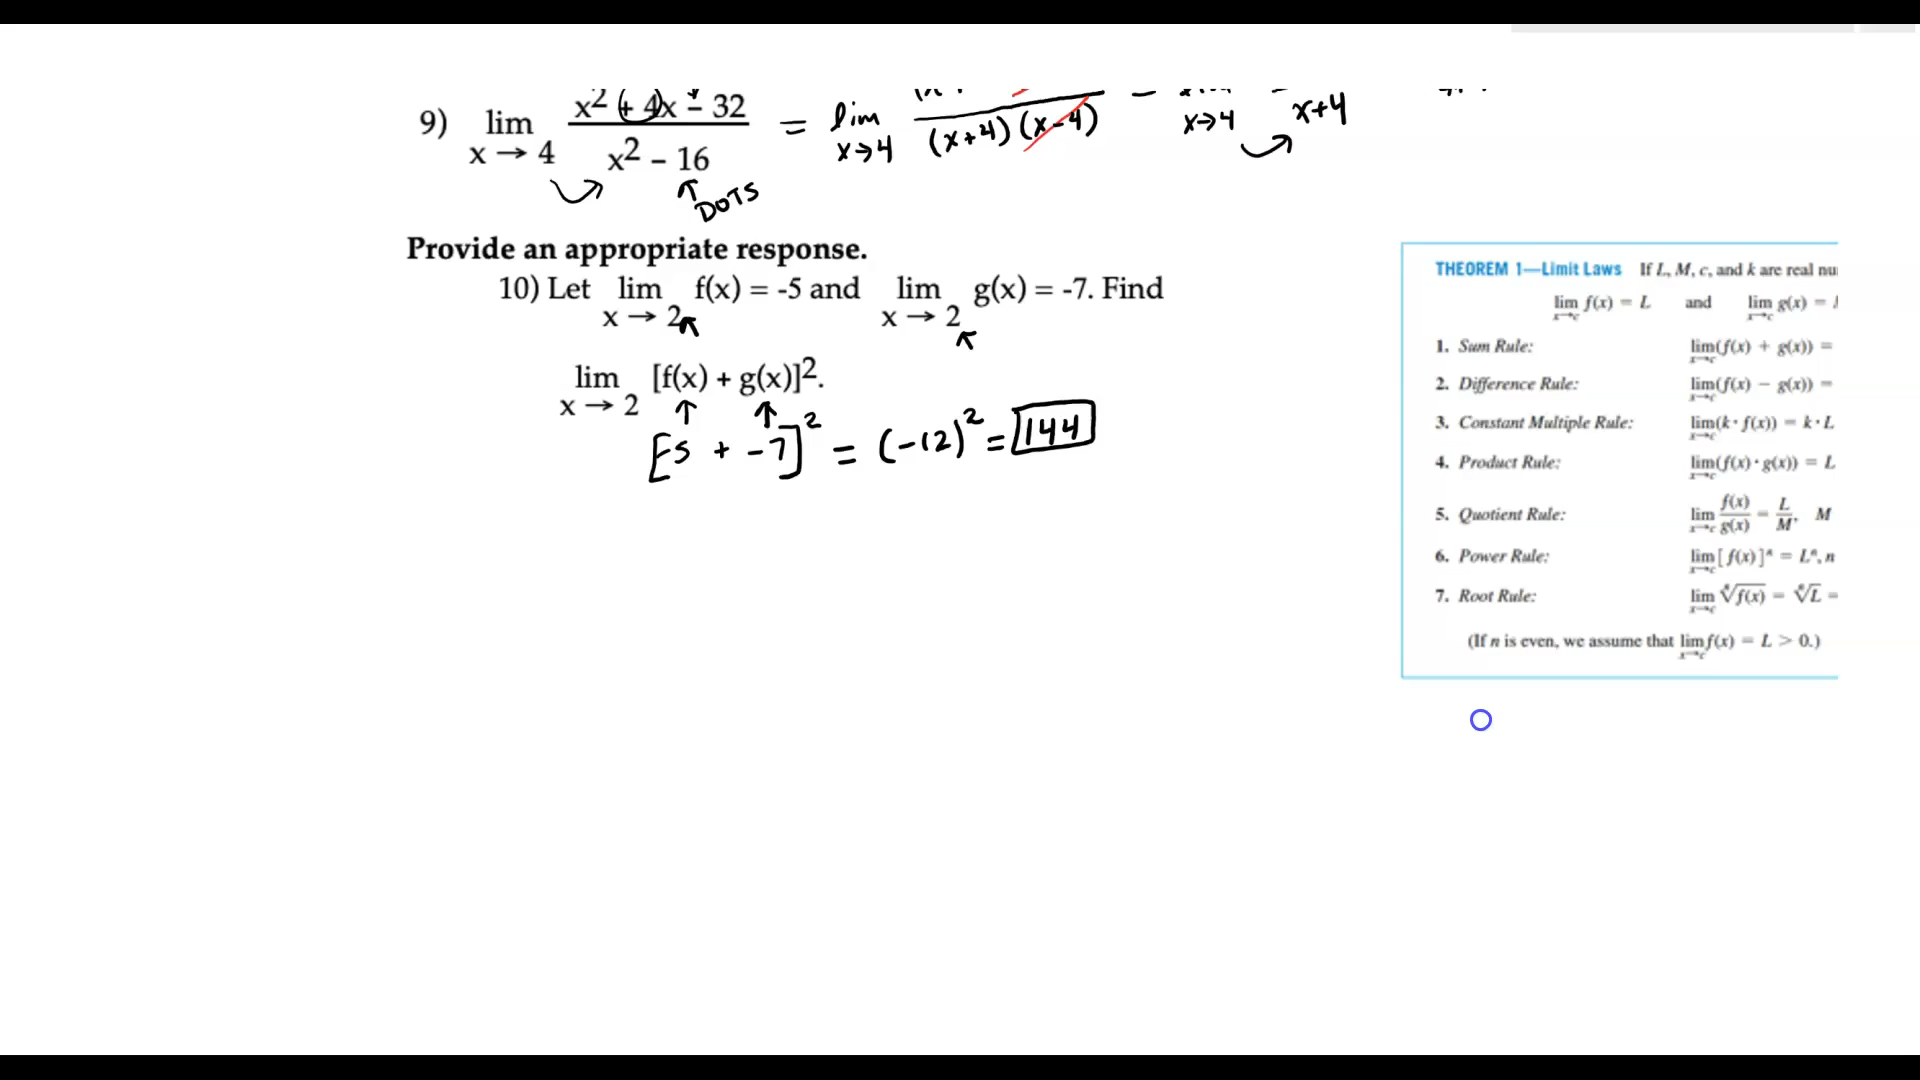 9) lim x² + 4x - 32 = lim
x → 4 x² - 16 x→4 (x+4)(x-4) x→4 x+4
DOTS
Provide an appropriate response.
10) Let lim f(x) = -5 and lim g(x) = -7. Find
x → 2 x → 2
lim [f(x) + g(x)]².
x → 2
[-5 + -7]² = (-12)² = 144
THEOREM 1—Limit Laws If L, M, c, and k are real
lim f(x) = L and lim g(x) =
x→c x→c
1. Sum Rule: lim(f(x) + g(x)) =
x→c
2. Difference Rule: lim(f(x) - g(x)) =
x→c
3. Constant Multiple Rule: lim(k · f(x)) = k · L
x→c
4. Product Rule: lim(f(x) · g(x)) = L
x→c
5. Quotient Rule: lim f(x)/g(x) = L/M, M
x→c
6. Power Rule: lim[f(x)]ⁿ = Lⁿ, n
x→c
7. Root Rule: lim ⁿ√f(x) = ⁿ√L =
x→c
(If n is even, we assume that lim f(x) = L > 0.)
x→c